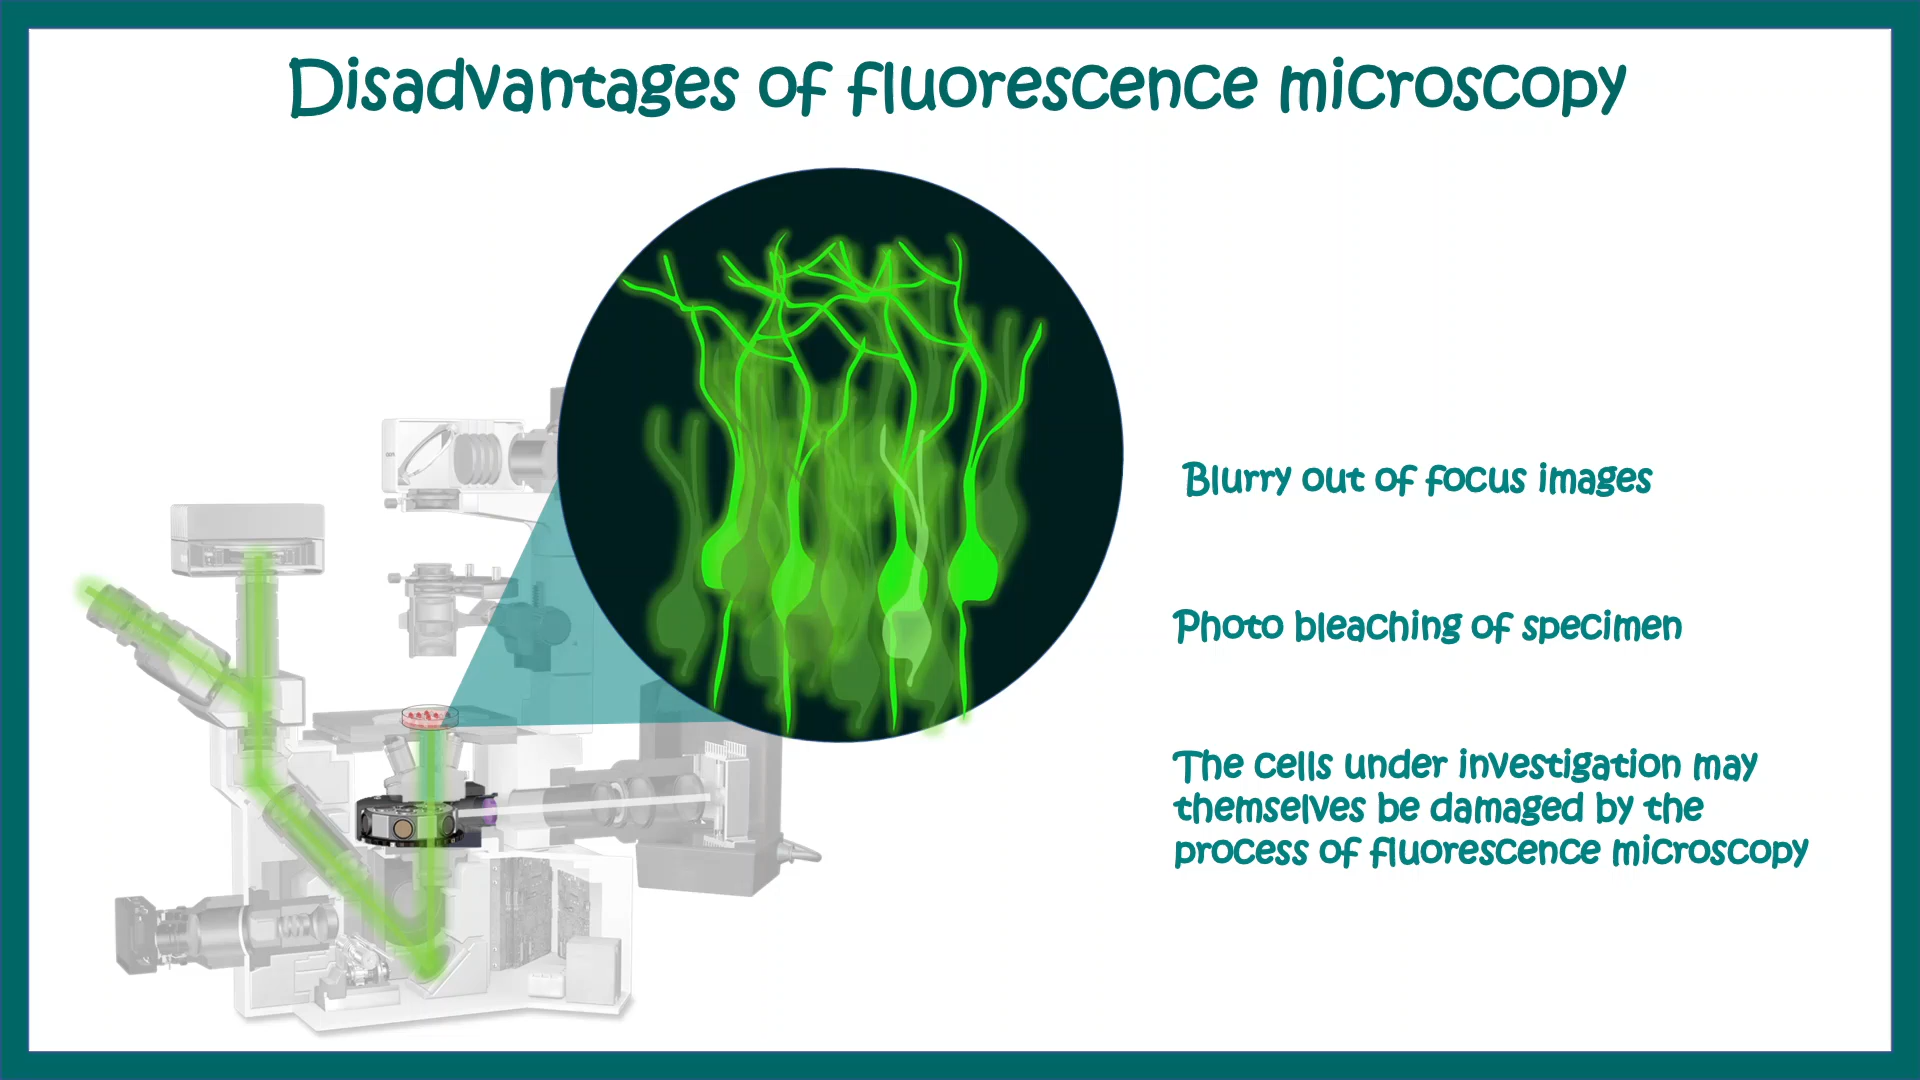 Disadvantages of fluorescence microscopy
Blurry out of focus images
Photo bleaching of specimen
The cells under investigation may
themselves be damaged by the
process of fluorescence microscopy